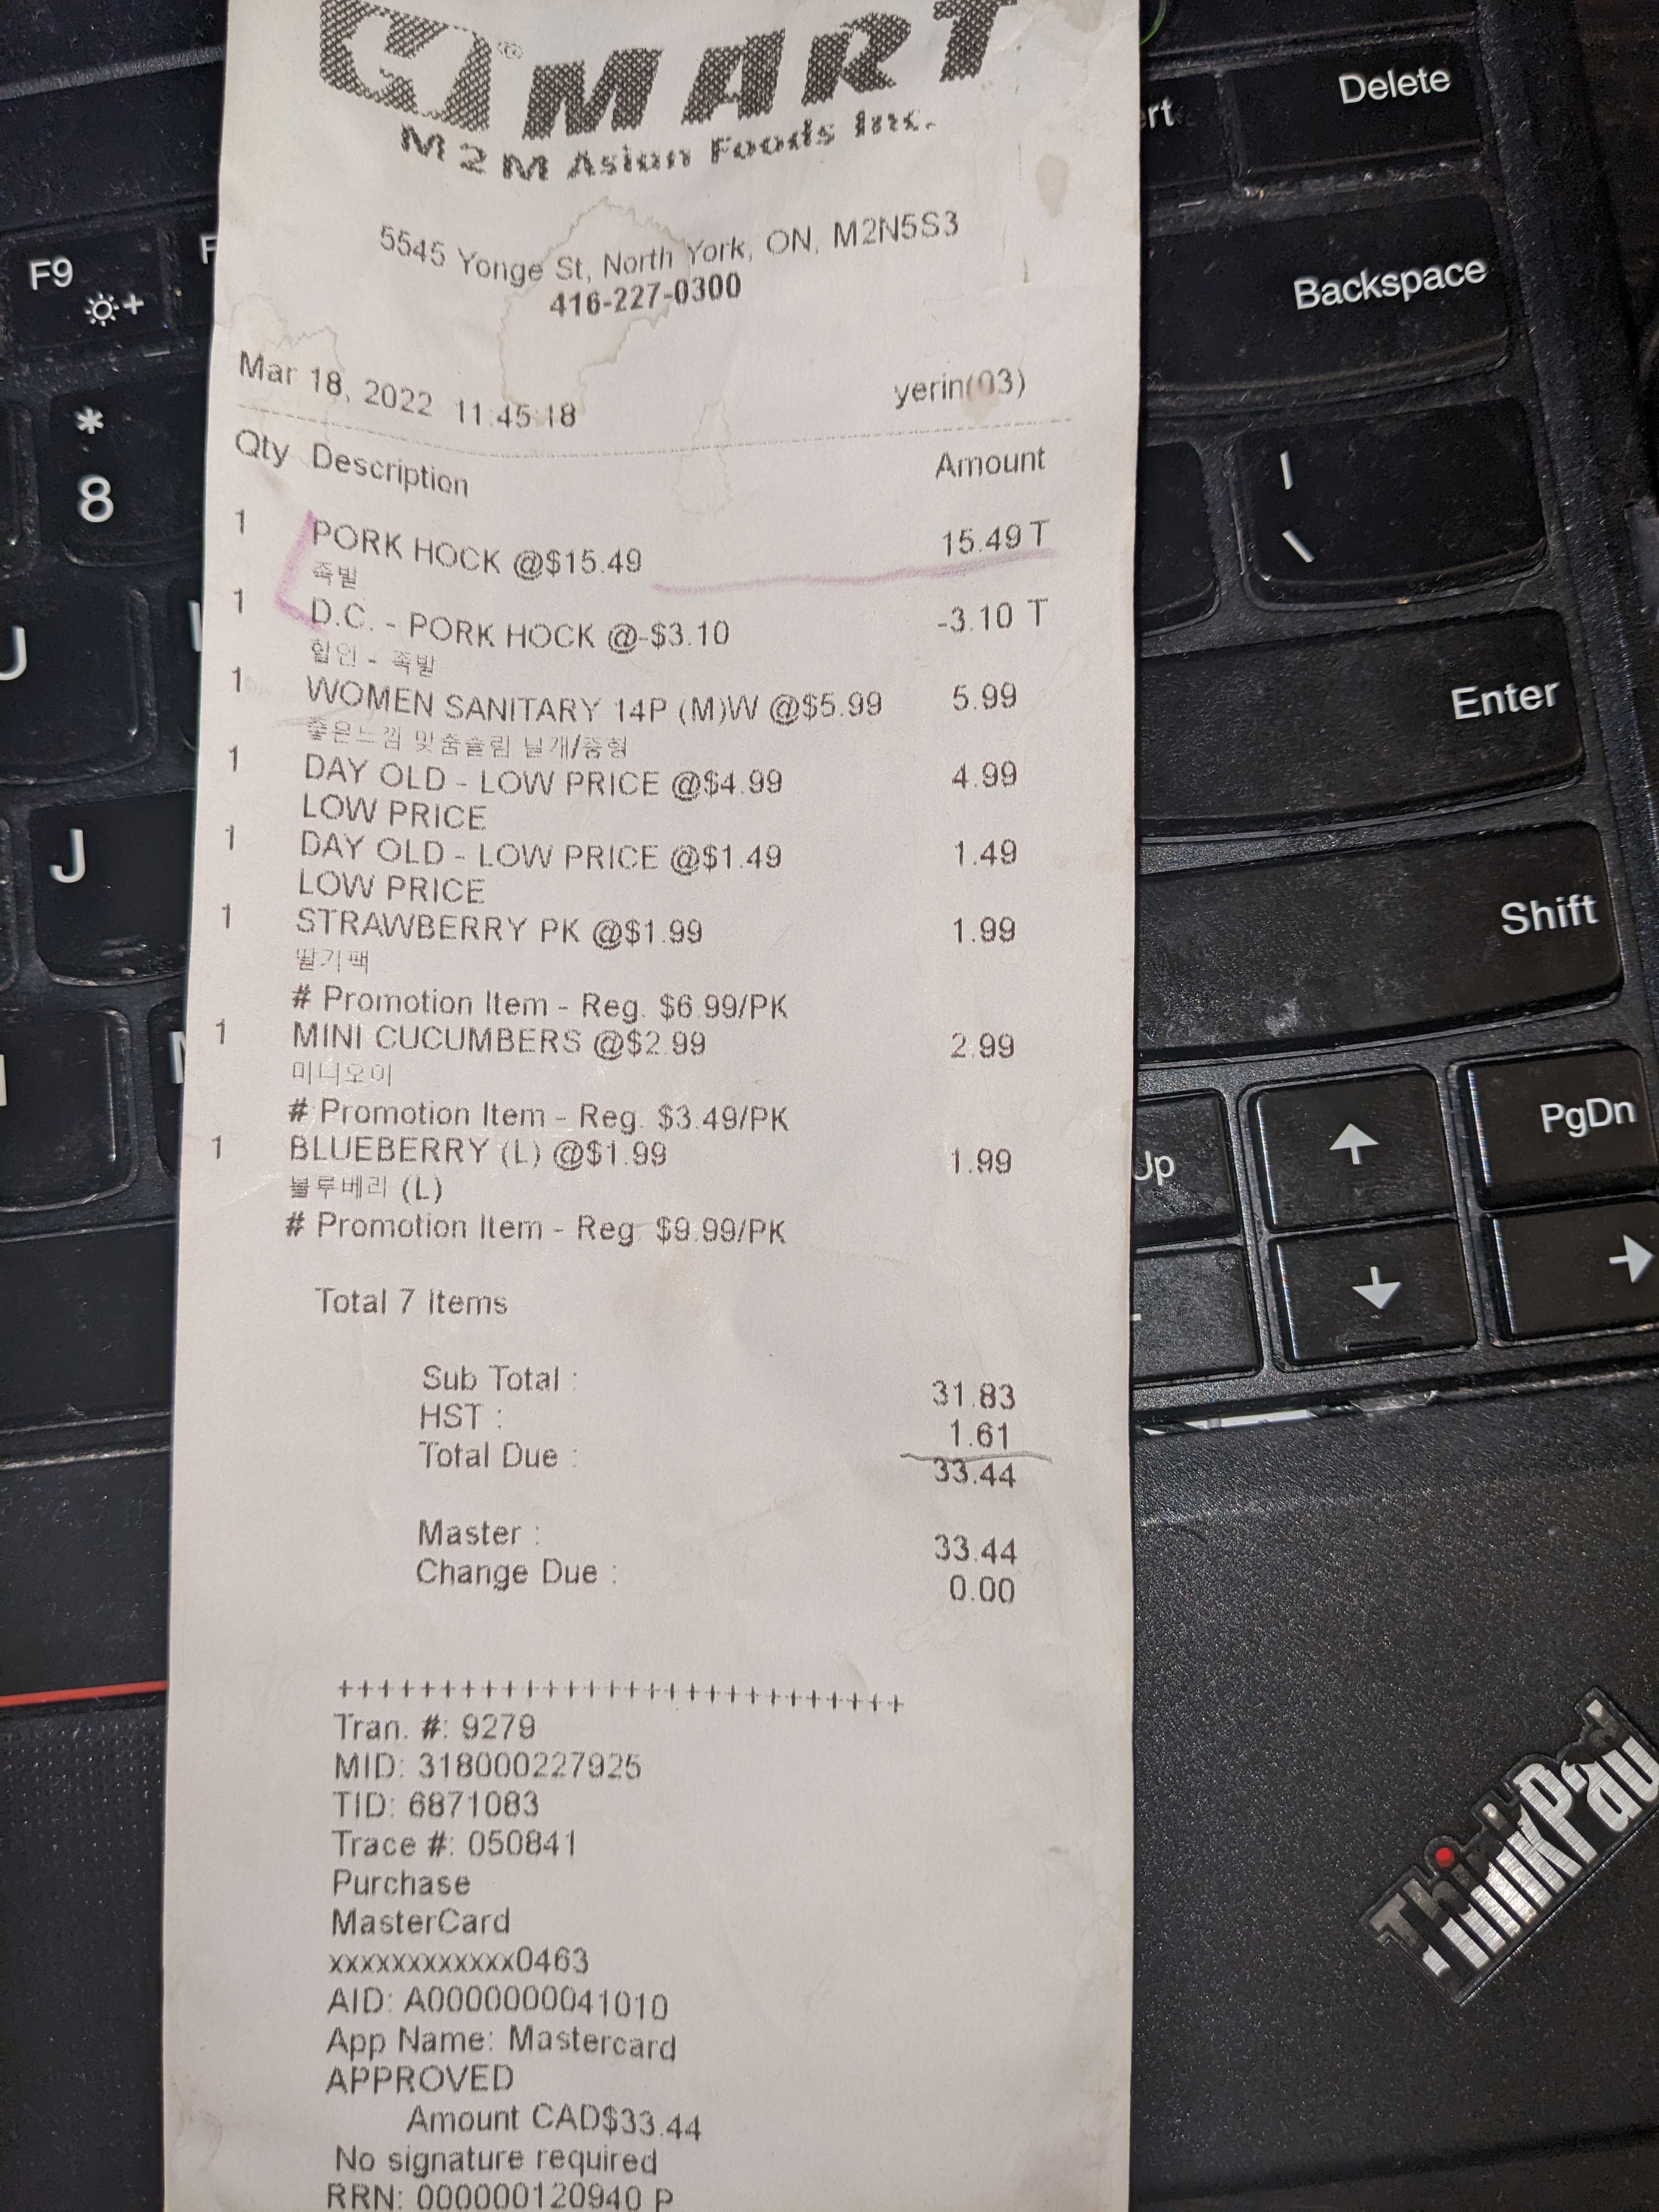 H MART
M 2 M Asian Foods Inc.
5545 Yonge St, North York, ON, M2N5S3
416-227-0300
Mar 18, 2022 11:45:18 yerin(03)
Qty Description Amount
1 PORK HOCK @$15.49 15.49 T
족발
1 D.C. - PORK HOCK @-$3.10 -3.10 T
할인 - 족발
1 WOMEN SANITARY 14P (M)W @$5.99 5.99
좋은느낌 맞춤슬림 날개/중형
1 DAY OLD - LOW PRICE @$4.99 4.99
LOW PRICE
1 DAY OLD - LOW PRICE @$1.49 1.49
LOW PRICE
1 STRAWBERRY PK @$1.99 1.99
딸기팩
# Promotion Item - Reg. $6.99/PK
1 MINI CUCUMBERS @$2.99 2.99
미니오이
# Promotion Item - Reg. $3.49/PK
1 BLUEBERRY (L) @$1.99 1.99
블루베리 (L)
# Promotion Item - Reg. $9.99/PK
Total 7 Items
Sub Total : 31.83
HST : 1.61
Total Due : 33.44
Master : 33.44
Change Due : 0.00
+++++++++++++++++++++++++++++
Tran. #: 9279
MID: 318000227925
TID: 6871083
Trace #: 050841
Purchase
MasterCard
xxxxxxxxxxxx0463
AID: A0000000041010
App Name: Mastercard
APPROVED
Amount CAD$33.44
No signature required
RRN: 000000120940 P
F9
*
8
J
Delete
Backspace
|
\
Enter
Shift
PgDn
ThinkPad